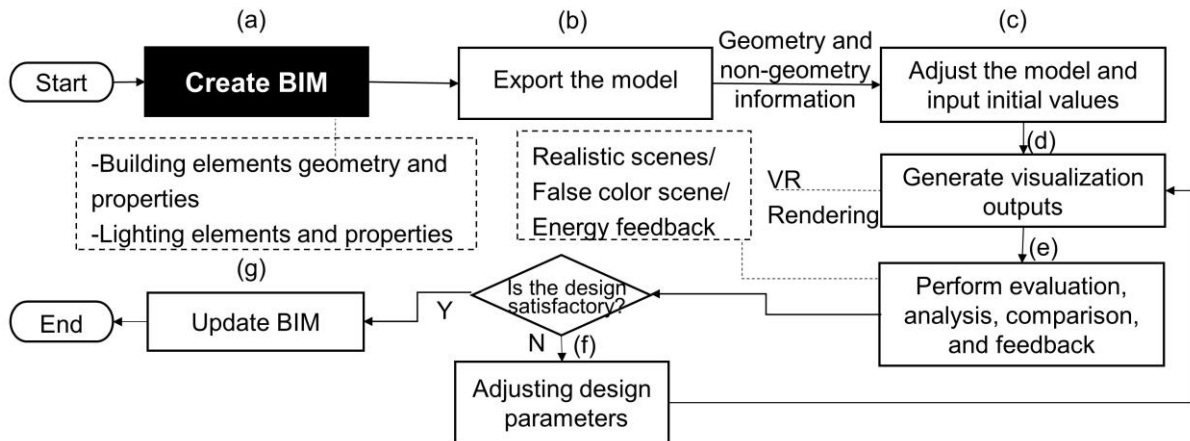 (a)
(b)
(c)
Start
Create BIM
Export the model
Geometry and
non-geometry
information
Adjust the model and
input initial values
(d)
-Building elements geometry and
properties
-Lighting elements and properties
Realistic scenes/
False color scene/
Energy feedback
VR
Rendering
Generate visualization
outputs
(e)
(g)
End
Update BIM
Y
Is the design
satisfactory?
Perform evaluation,
analysis, comparison,
and feedback
N
(f)
Adjusting design
parameters